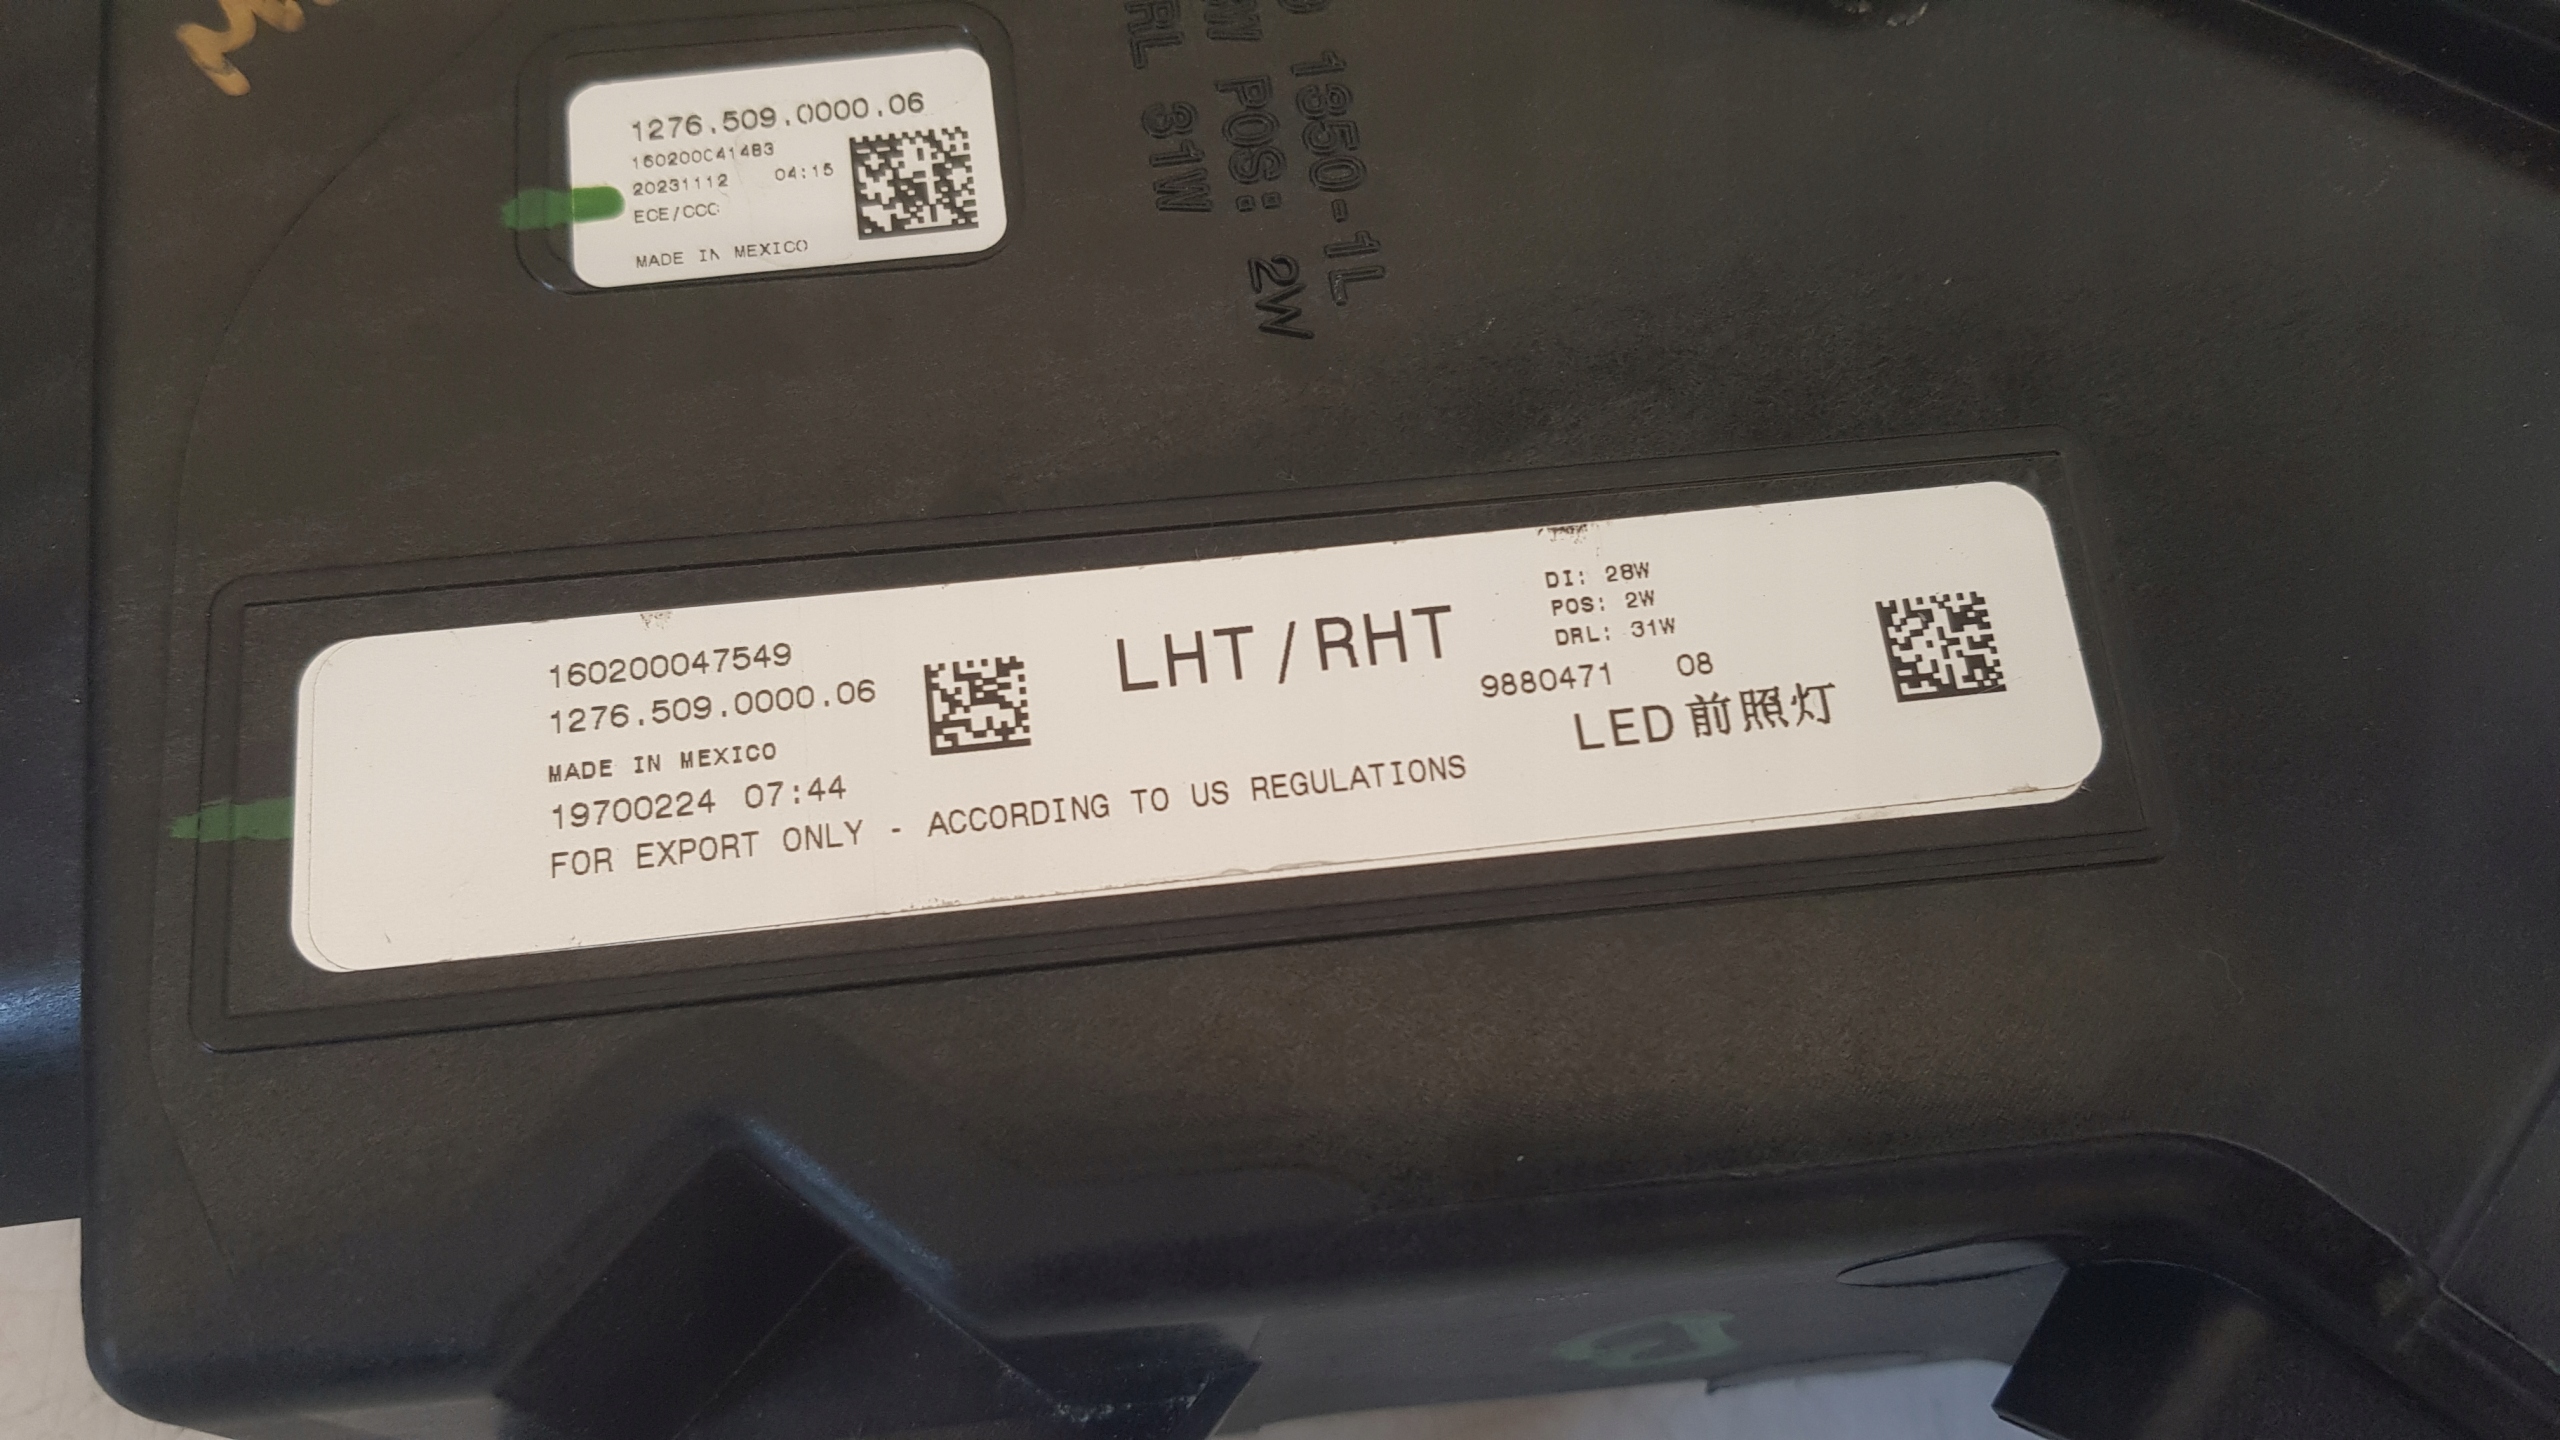 1276.509.0000.06
160200041483
20231112 04:15
ECE/CCC
MADE IN MEXICO
1350-1L
POS: 2W
31W
160200047549
1276.509.0000.06
MADE IN MEXICO
19700224 07:44
FOR EXPORT ONLY - ACCORDING TO US REGULATIONS
LHT/RHT
DI: 28W
POS: 2W
DRL: 31W
9880471 08
LED 前照灯